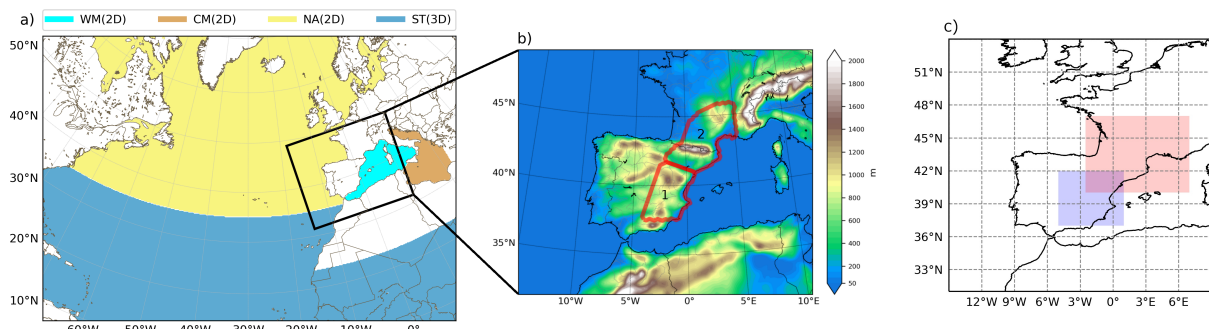 a)
WM(2D) CM(2D) NA(2D) ST(3D)
50°N
40°N
30°N
20°N
10°N
60°W 50°W 40°W 30°W 20°W 10°W 0°
b)
45°N
40°N
35°N
10°W 5°W 0°E 5°E 10°E
1
2
2000
1800
1600
1400
1200
1000
800
600
400
200
50
m
c)
51°N
48°N
45°N
42°N
39°N
36°N
33°N
12°W 9°W 6°W 3°W 0° 3°E 6°E